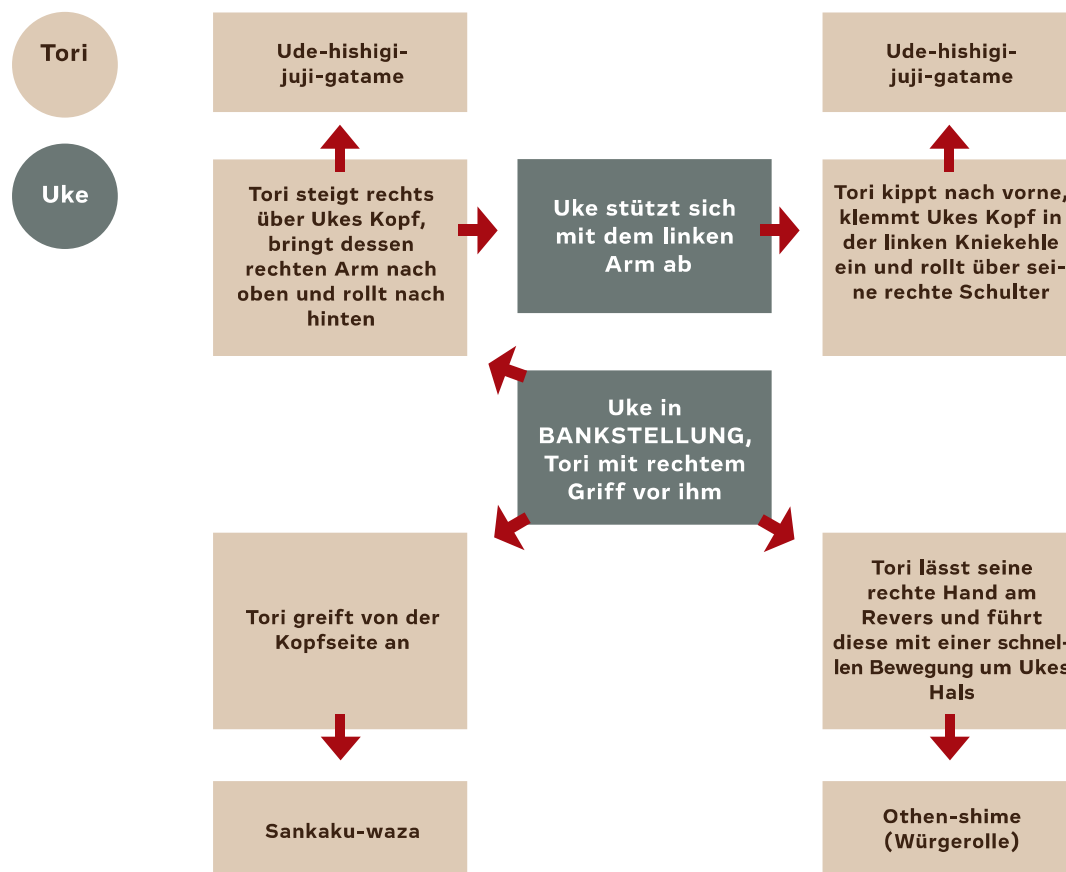 Tori
Uke
Ude-hishigi-
juji-gatame
Ude-hishigi-
juji-gatame
Tori steigt rechts
über Ukes Kopf,
bringt dessen
rechten Arm nach
oben und rollt nach
hinten
Uke stützt sich
mit dem linken
Arm ab
Tori kippt nach vorne,
klemmt Ukes Kopf in
der linken Kniekehle
ein und rollt über sei-
ne rechte Schulter
Uke in
BANKSTELLUNG,
Tori mit rechtem
Griff vor ihm
Tori greift von der
Kopfseite an
Tori lässt seine
rechte Hand am
Revers und führt
diese mit einer schnel-
len Bewegung um Ukes
Hals
Sankaku-waza
Othen-shime
(Würgerolle)